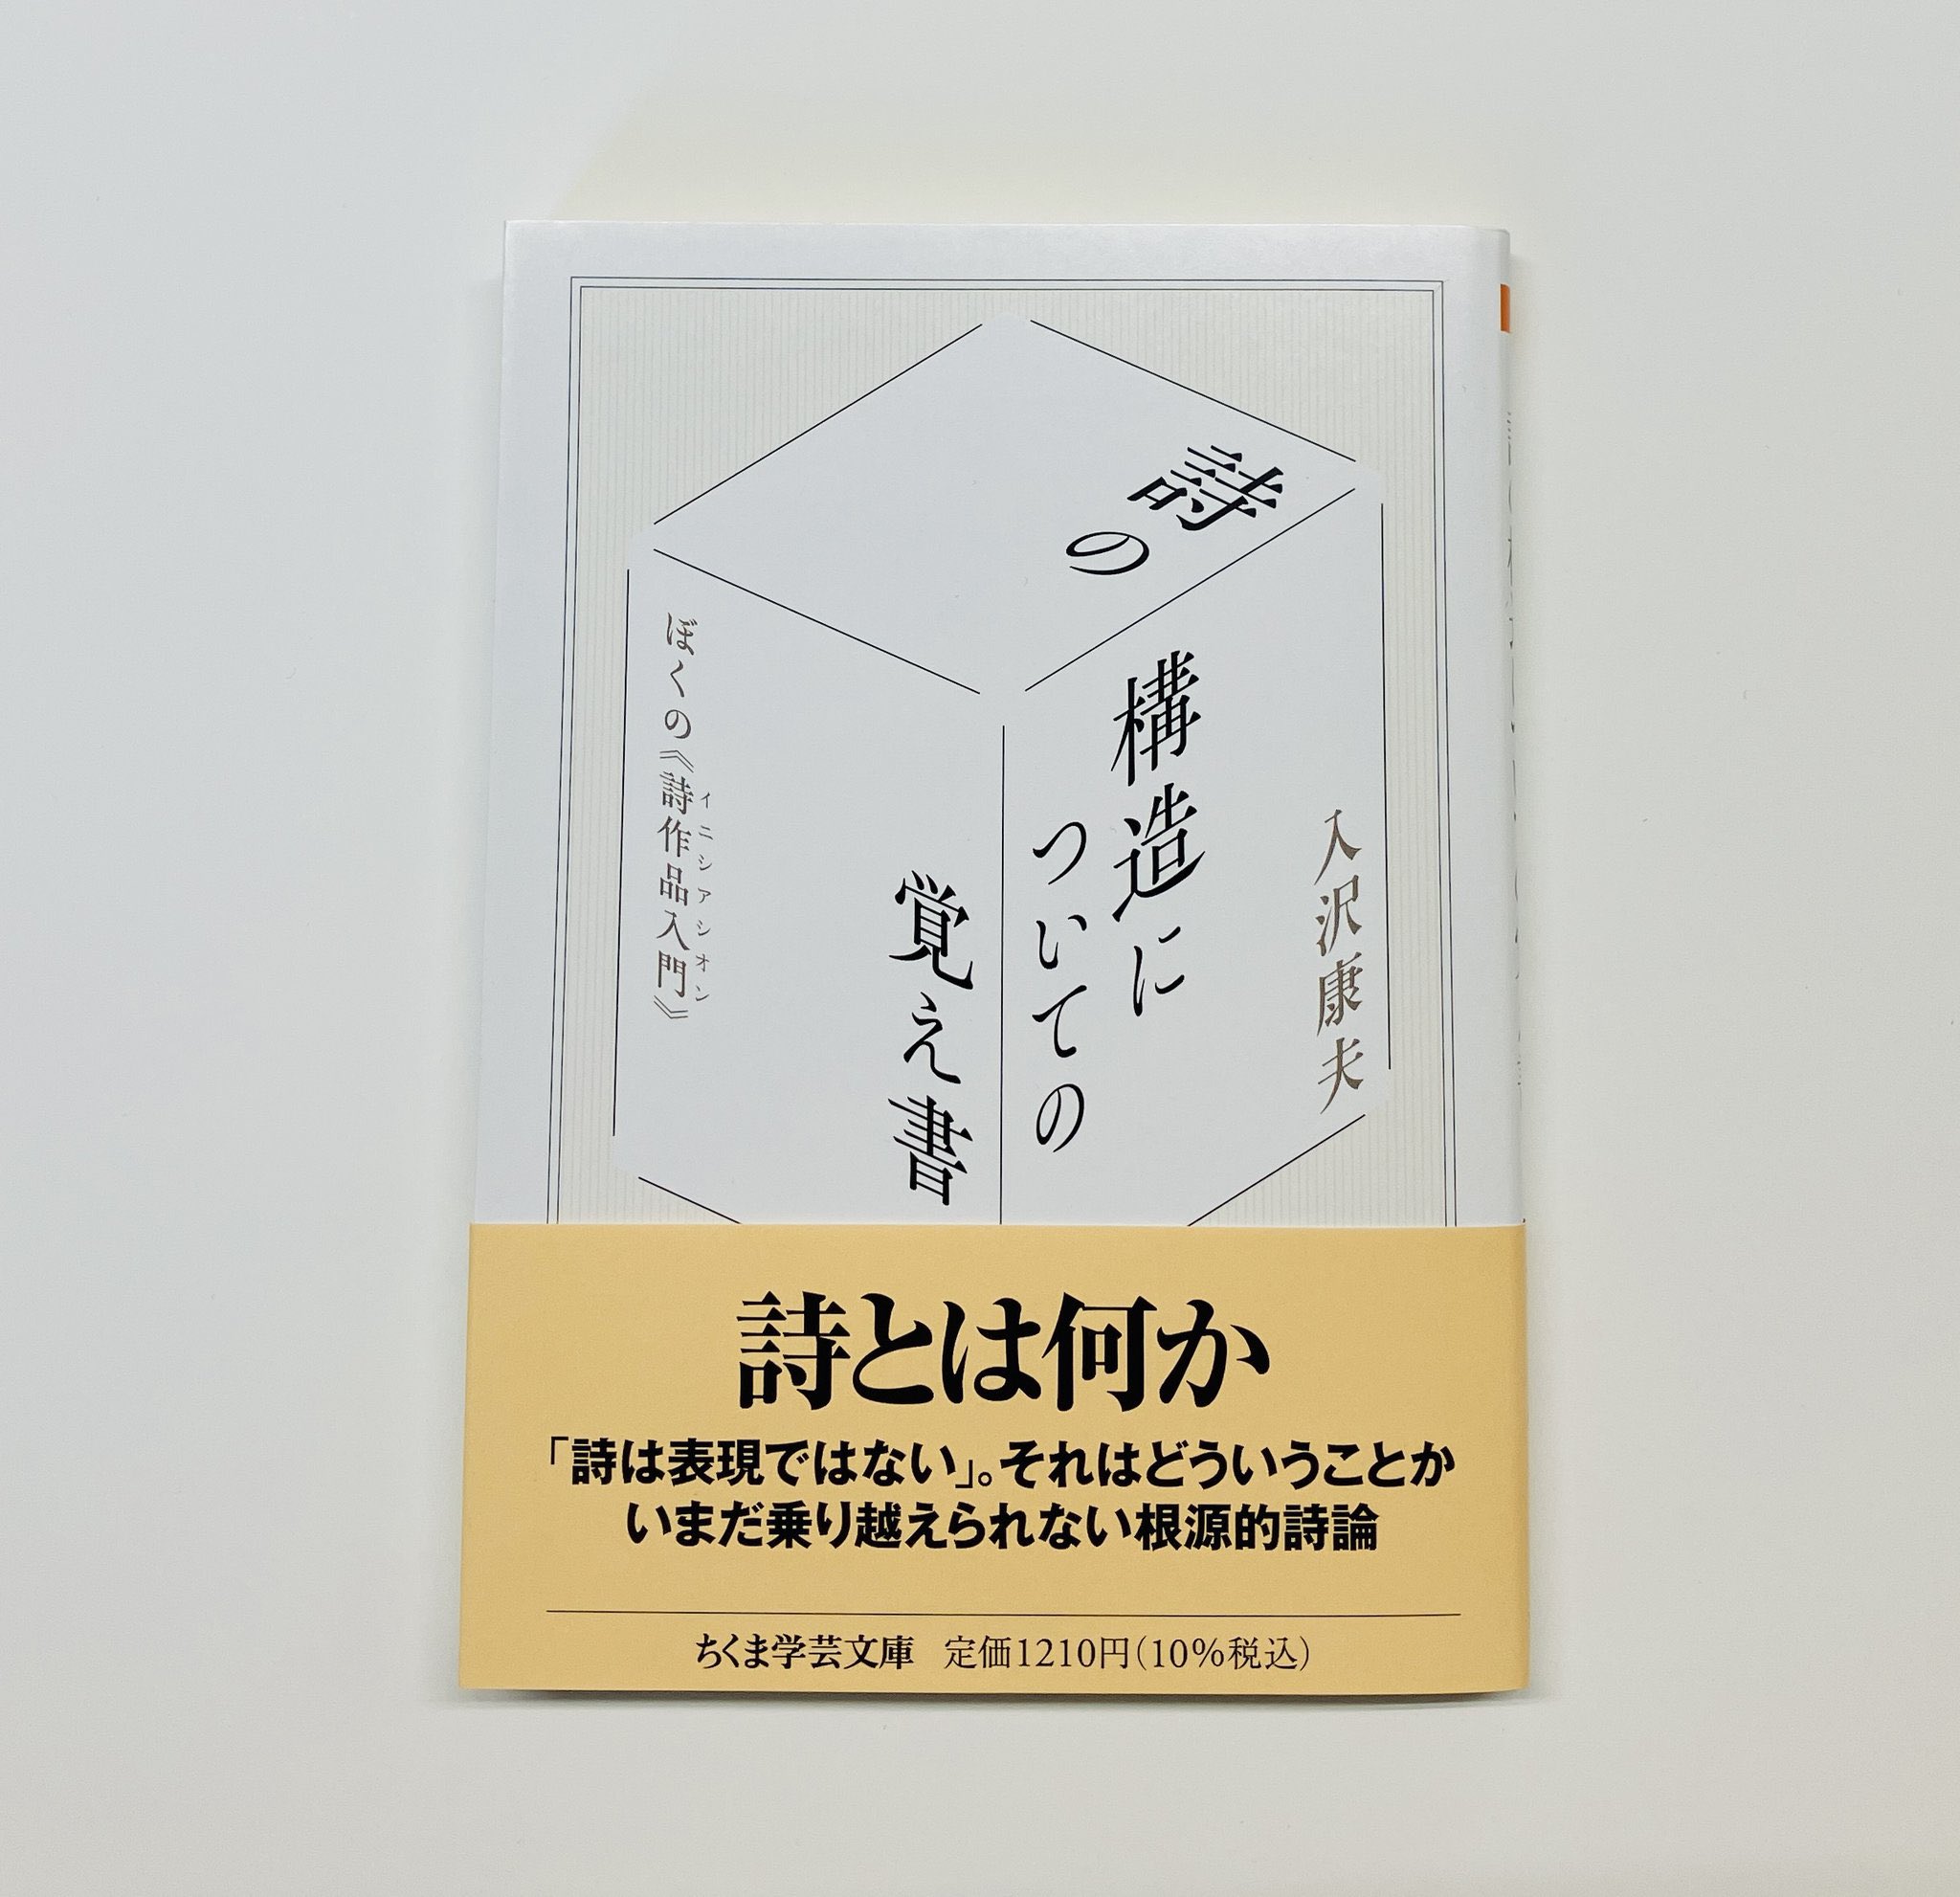 詩の
構造に
ついての
覚え書
ぼくの《詩作品入門》
イニシアシオン
入沢康夫
詩とは何か
「詩は表現ではない」。それはどういうことか
いまだ乗り越えられない根源的詩論
ちくま学芸文庫 定価1210円(10%税込)